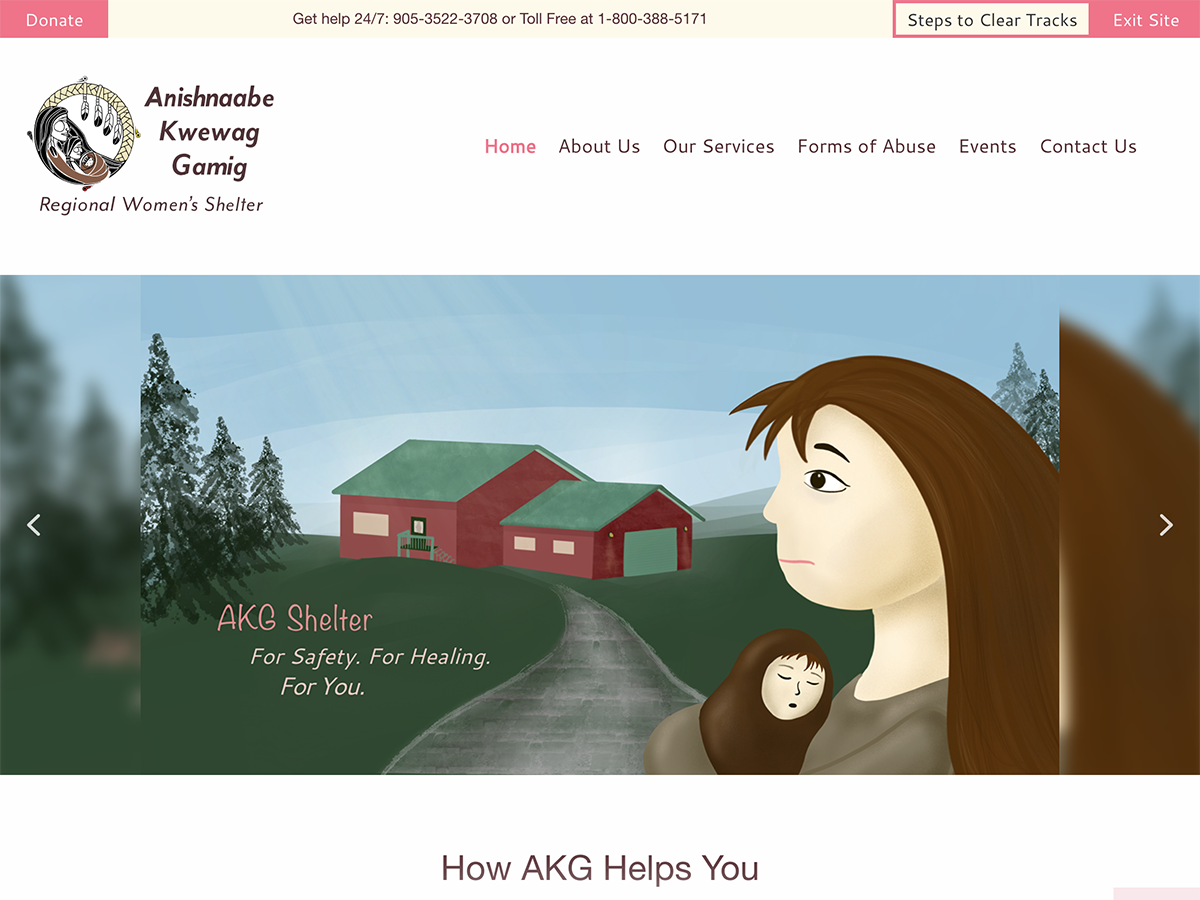 Donate
Get help 24/7: 905-3522-3708 or Toll Free at 1-800-388-5171
Steps to Clear Tracks
Exit Site
Anishnaabe
Kwewag
Gamig
Regional Women's Shelter
Home
About Us
Our Services
Forms of Abuse
Events
Contact Us
AKG Shelter
For Safety. For Healing.
For You.
How AKG Helps You